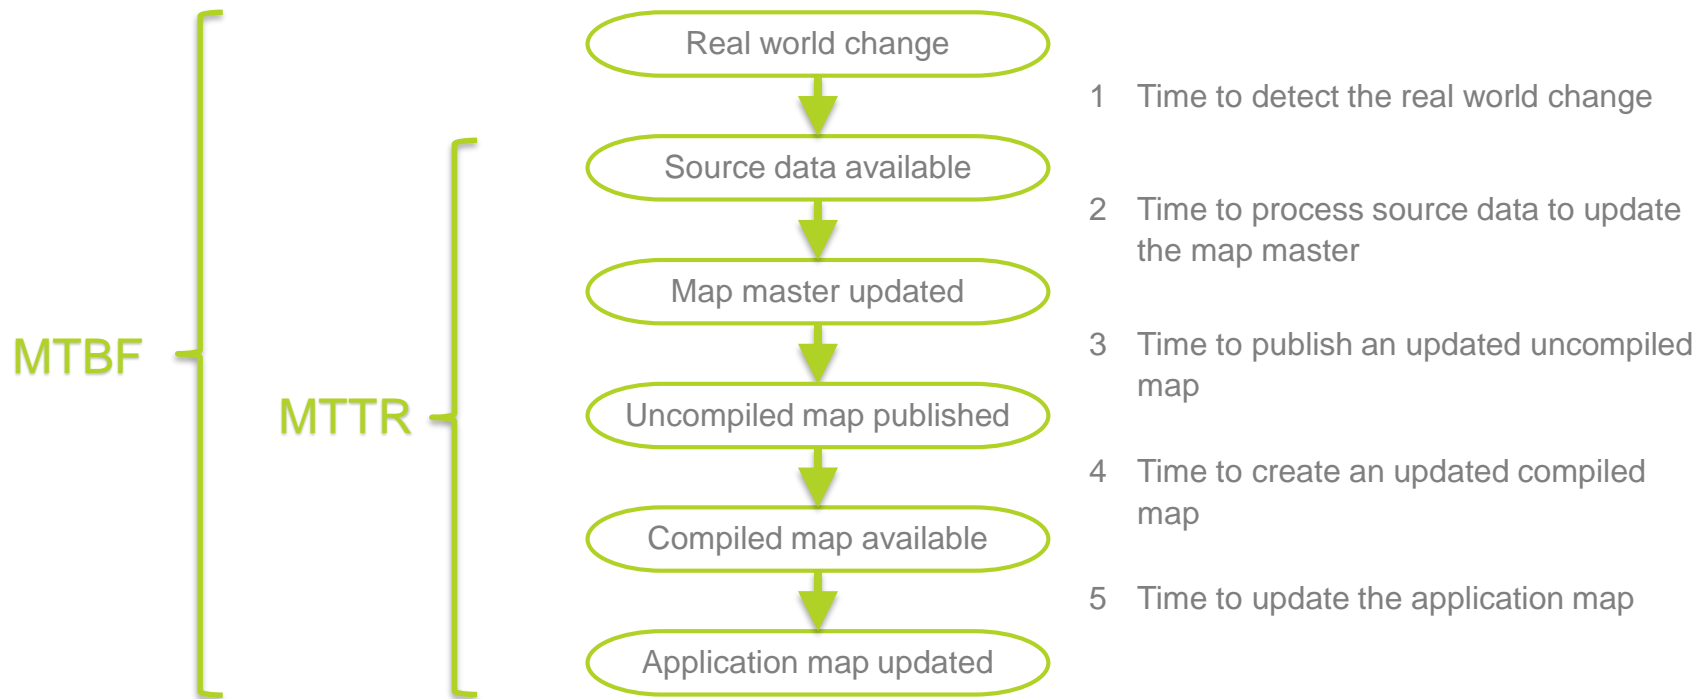 Real world change
1 Time to detect the real world change
Source data available
2 Time to process source data to update
the map master
Map master updated
MTBF
3 Time to publish an updated uncompiled
map
MTTR
Uncompiled map published
4 Time to create an updated compiled
map
Compiled map available
5 Time to update the application map
Application map updated